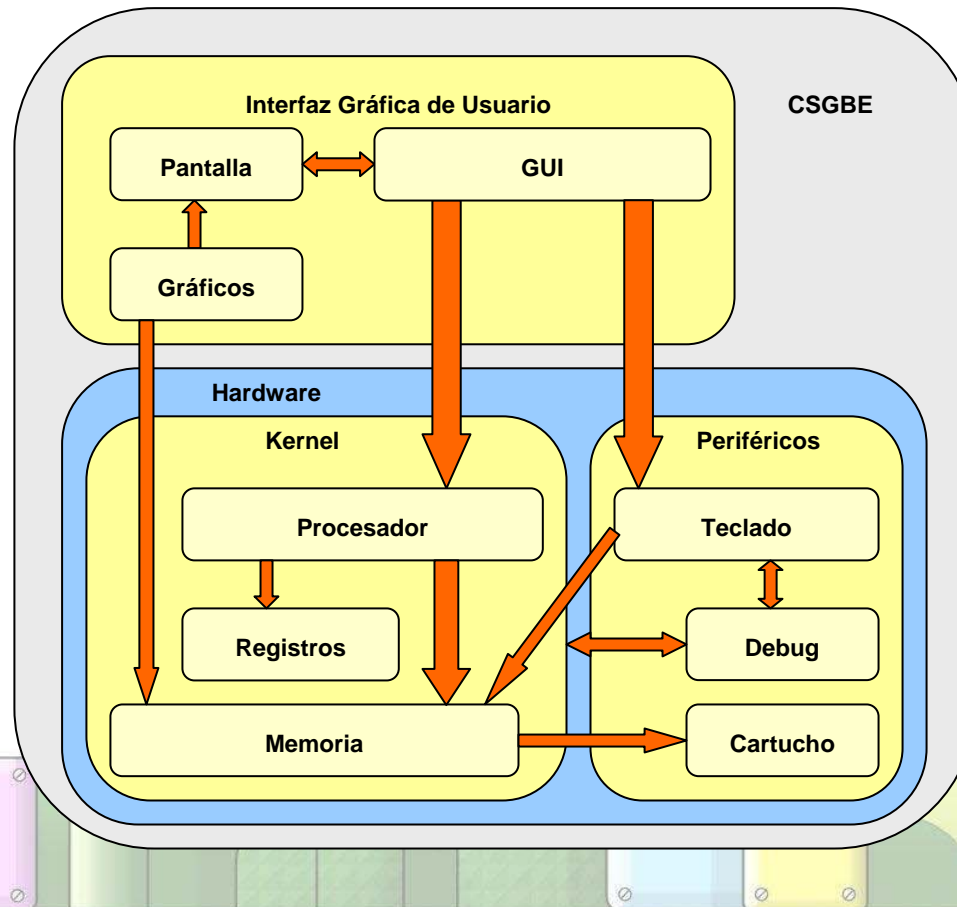 Interfaz Gráfica de Usuario
CSGBE
Pantalla
GUI
Gráficos
Hardware
Kernel
Periféricos
Procesador
Teclado
Registros
Debug
Memoria
Cartucho